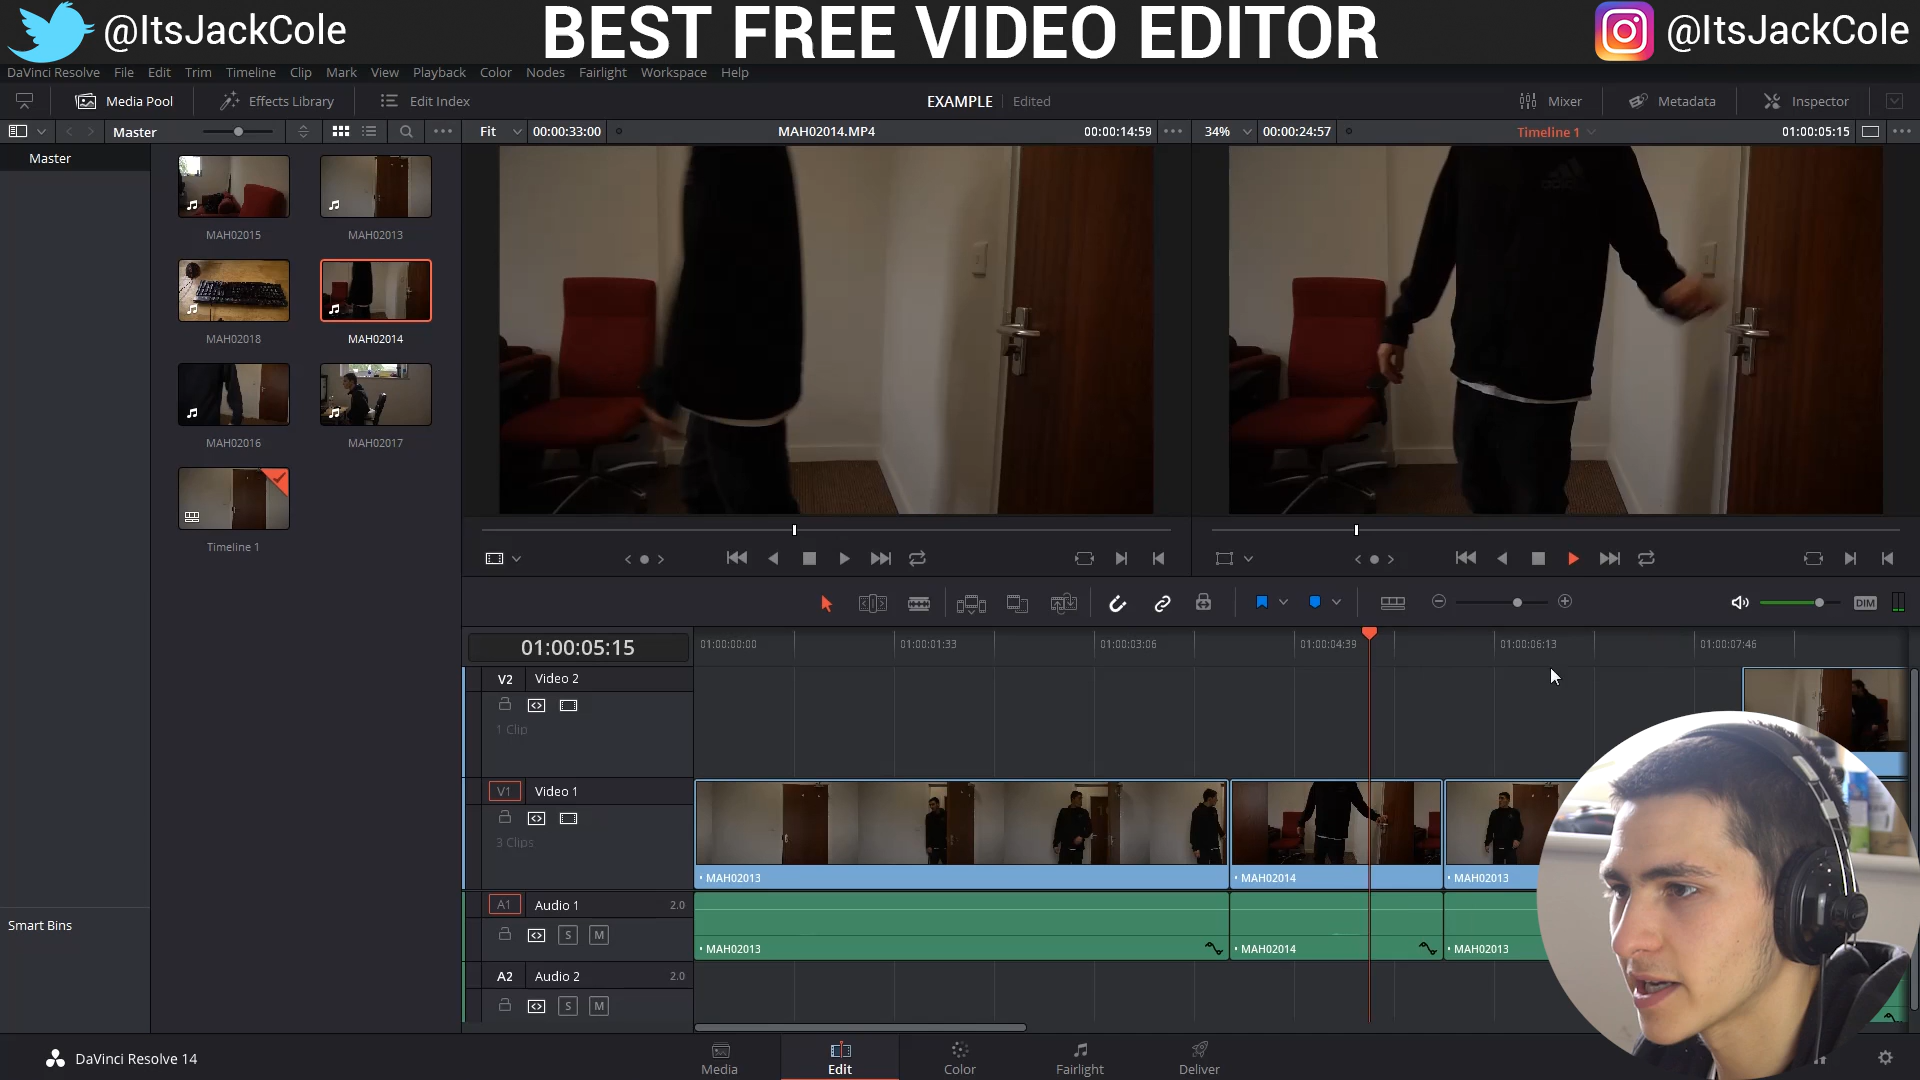 @ItsJackCole
BEST FREE VIDEO EDITOR
@ItsJackCole
DaVinci Resolve File Edit Trim Timeline Clip Mark View Playback Color Nodes Fairlight Workspace Help
Media Pool Effects Library Edit Index EXAMPLE Edited Mixer Metadata Inspector
Master Fit 00:00:33:00 MAH02014.MP4 00:00:14:59 34% 00:00:24:57 Timeline 1 01:00:05:15
Master
MAH02015 MAH02013
MAH02018 MAH02014
MAH02016 MAH02017
Timeline 1
adidas
DIM
01:00:05:15
01:00:00:00 01:00:01:33 01:00:03:06 01:00:04:39 01:00:06:13 01:00:07:46
V2 Video 2
1 Clip
V1 Video 1
3 Clips
MAH02013 MAH02014 MAH02013
A1 Audio 1 2.0
S M
MAH02013 MAH02014 MAH02013
A2 Audio 2 2.0
S M
Smart Bins
DaVinci Resolve 14
Media Edit Color Fairlight Deliver